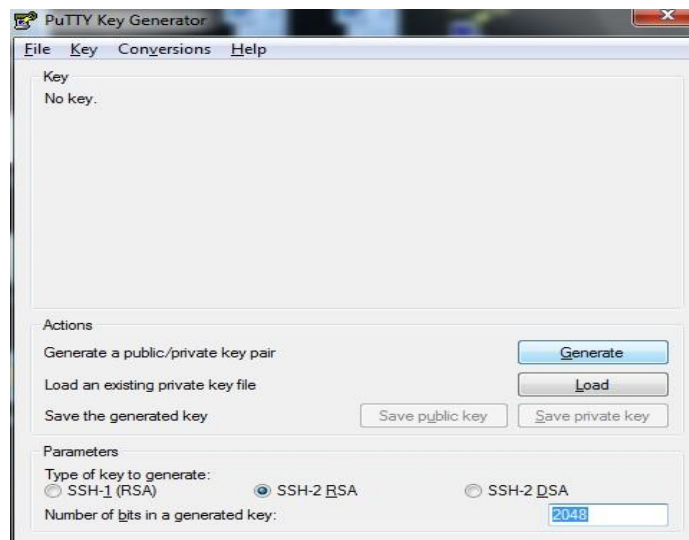 PuTTY Key Generator
File Key Conversions Help
Key
No key.
Actions
Generate a public/private key pair Generate
Load an existing private key file Load
Save the generated key Save public key Save private key
Parameters
Type of key to generate:
SSH-1 (RSA) SSH-2 RSA SSH-2 DSA
Number of bits in a generated key: 2048